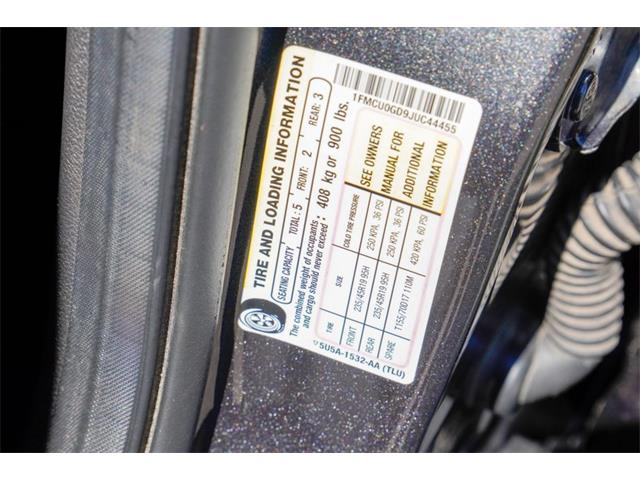 TIRE AND LOADING INFORMATION
SEATING CAPACITY TOTAL: 5 FRONT: 2 REAR: 3
The combined weight of occupants and cargo should never exceed: 408 kg or 900 lbs.
TIRE SIZE COLD TIRE PRESSURE
FRONT 235/45R19 95H 250 KPA, 36 PSI
REAR 235/45R19 95H 250 KPA, 36 PSI
SPARE T155/70D17 110M 420 KPA, 60 PSI
SEE OWNERS
MANUAL FOR
ADDITIONAL
INFORMATION
5U5A-1532-AA (TLU)
1FMCU0GD9JUC44455